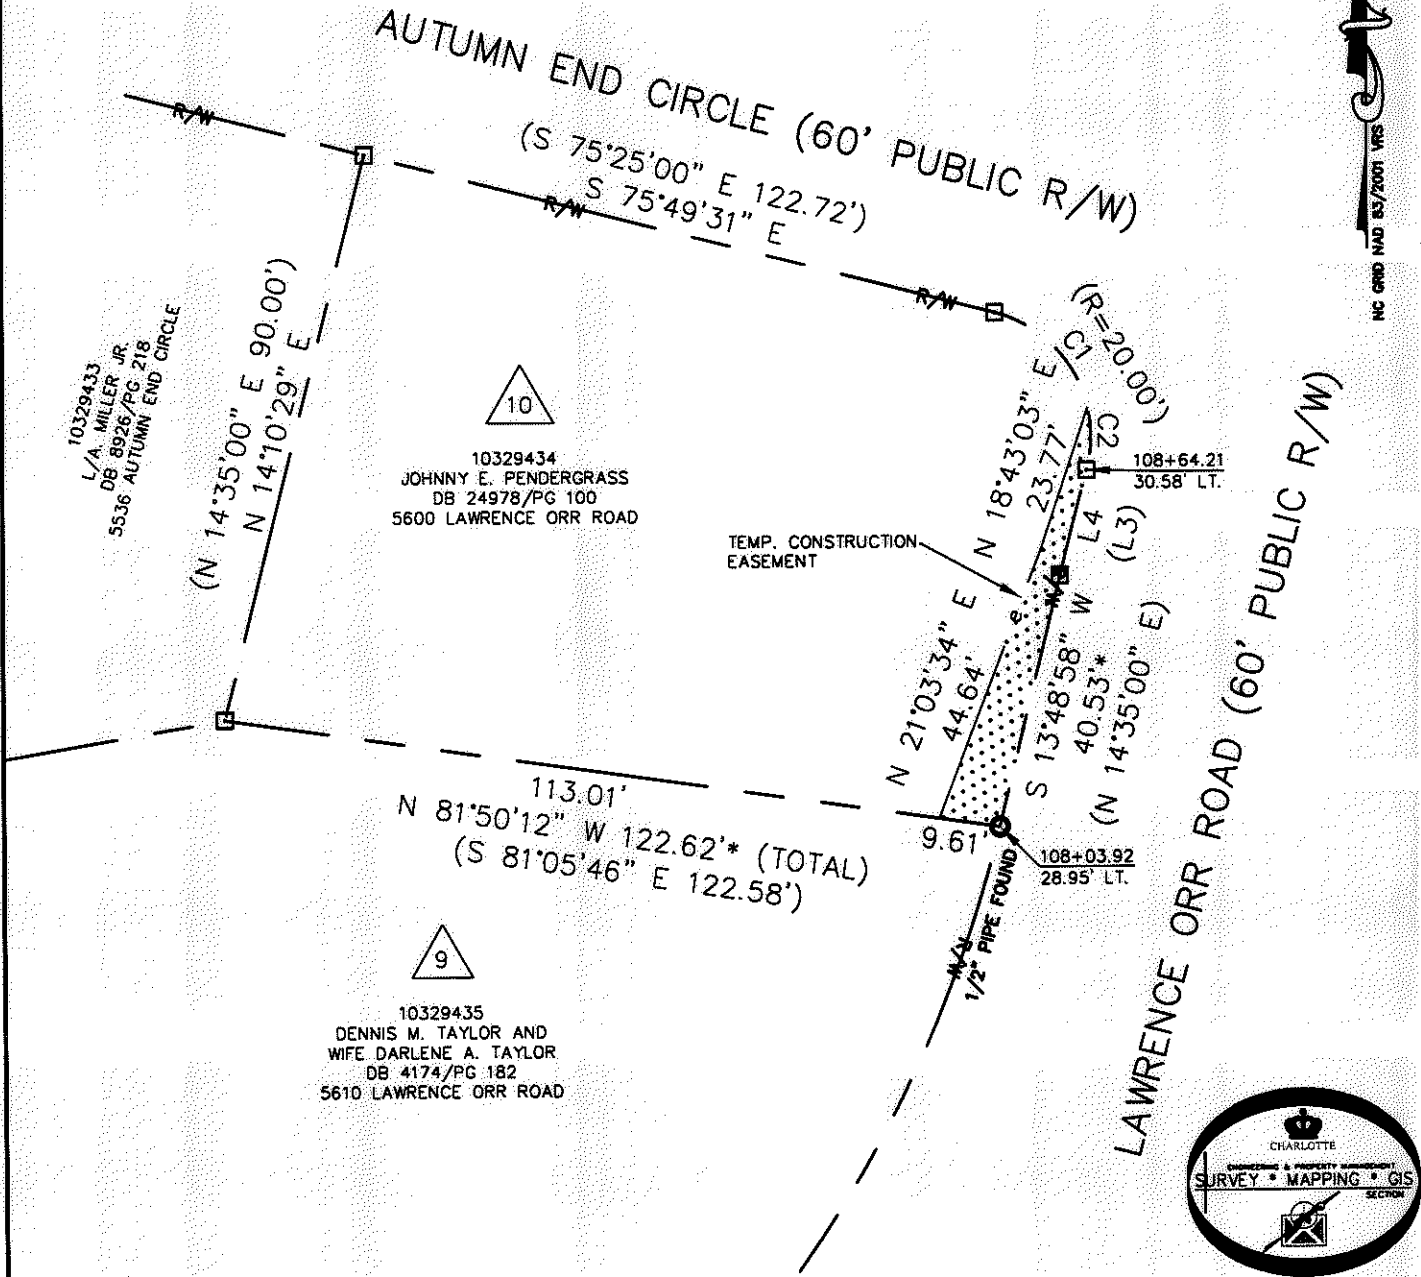 AUTUMN END CIRCLE (60' PUBLIC R/W)
R/W
(S 75°25'00" E 122.72')
S 75°49'31" E
R/W
R/W
NC GRID NAD 83/2001 VRS
10329433
L/A. MILLER JR.
DB 8926/PG 218
5536 AUTUMN END CIRCLE
(N 14°35'00" E 90.00')
N 14°10'29" E
10
10329434
JOHNNY E. PENDERGRASS
DB 24978/PG 100
5600 LAWRENCE ORR ROAD
(R=20.00')
C1
C2
N 18°43'03" E
23.77'
108+64.21
30.58' LT.
L4
(L3)
TEMP. CONSTRUCTION
EASEMENT
e
N 21°03'34" E
44.64'
S 13°48'58" W
40.53'*
(N 14°35'00" E)
LAWRENCE ORR ROAD (60' PUBLIC R/W)
113.01'
N 81°50'12" W 122.62'* (TOTAL)
(S 81°05'46" E 122.58')
9.61'
108+03.92
28.95' LT.
1/2" PIPE FOUND
9
10329435
DENNIS M. TAYLOR AND
WIFE DARLENE A. TAYLOR
DB 4174/PG 182
5610 LAWRENCE ORR ROAD
CHARLOTTE
ENGINEERING & PROPERTY MANAGEMENT
SURVEY * MAPPING * GIS
SECTION